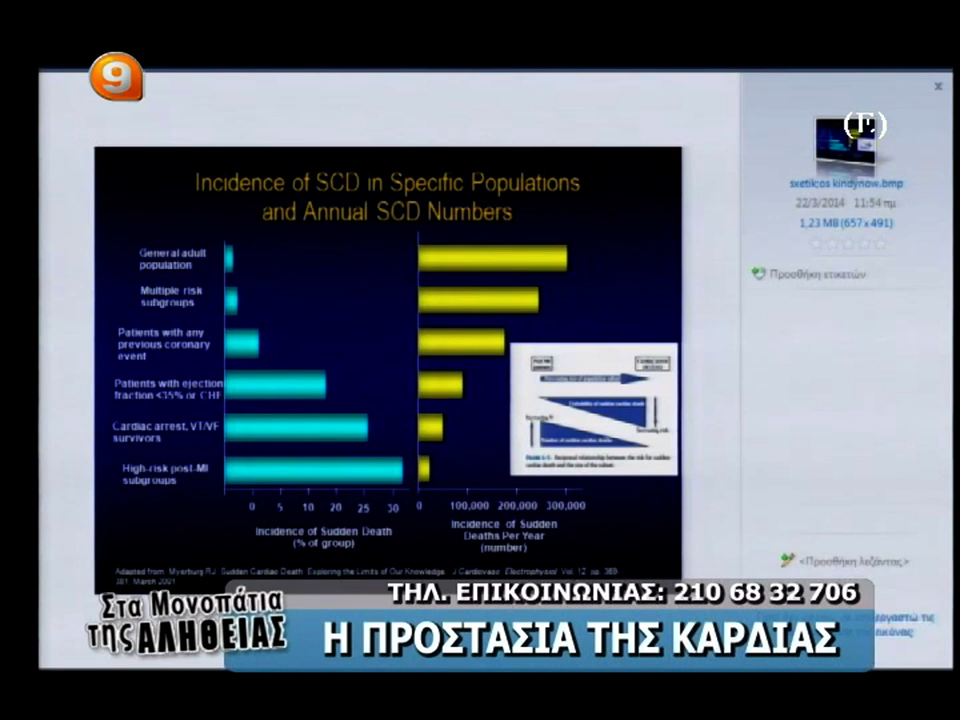 9
(E)
Incidence of SCD in Specific Populations
and Annual SCD Numbers
General adult
population
Multiple risk
subgroups
Patients with any
previous coronary
event
Patients with ejection
fraction <35% or CHF
Cardiac arrest, VT/VF
survivors
High-risk post-MI
subgroups
0 5 10 20 25 30
Incidence of Sudden Death
(% of group)
0 100,000 200,000 300,000
Incidence of Sudden
Deaths Per Year
(number)
Adapted from: Myerburg RJ. Sudden Cardiac Death: Exploring the Limits of Our Knowledge. J Cardiovasc Electrophysiol Vol. 12, pp. 369-
381, March 2001
sxetikos kindynow.bmp
22/3/2014 11:54 πμ
1,23 MB (657 x 491)
Προσθήκη ετικετών
<Προσθήκη λεζάντας>
Στα Μονοπάτια
της ΑΛΗΘΕΙΑΣ
ΤΗΛ. ΕΠΙΚΟΙΝΩΝΙΑΣ: 210 68 32 706
Η ΠΡΟΣΤΑΣΙΑ ΤΗΣ ΚΑΡΔΙΑΣ